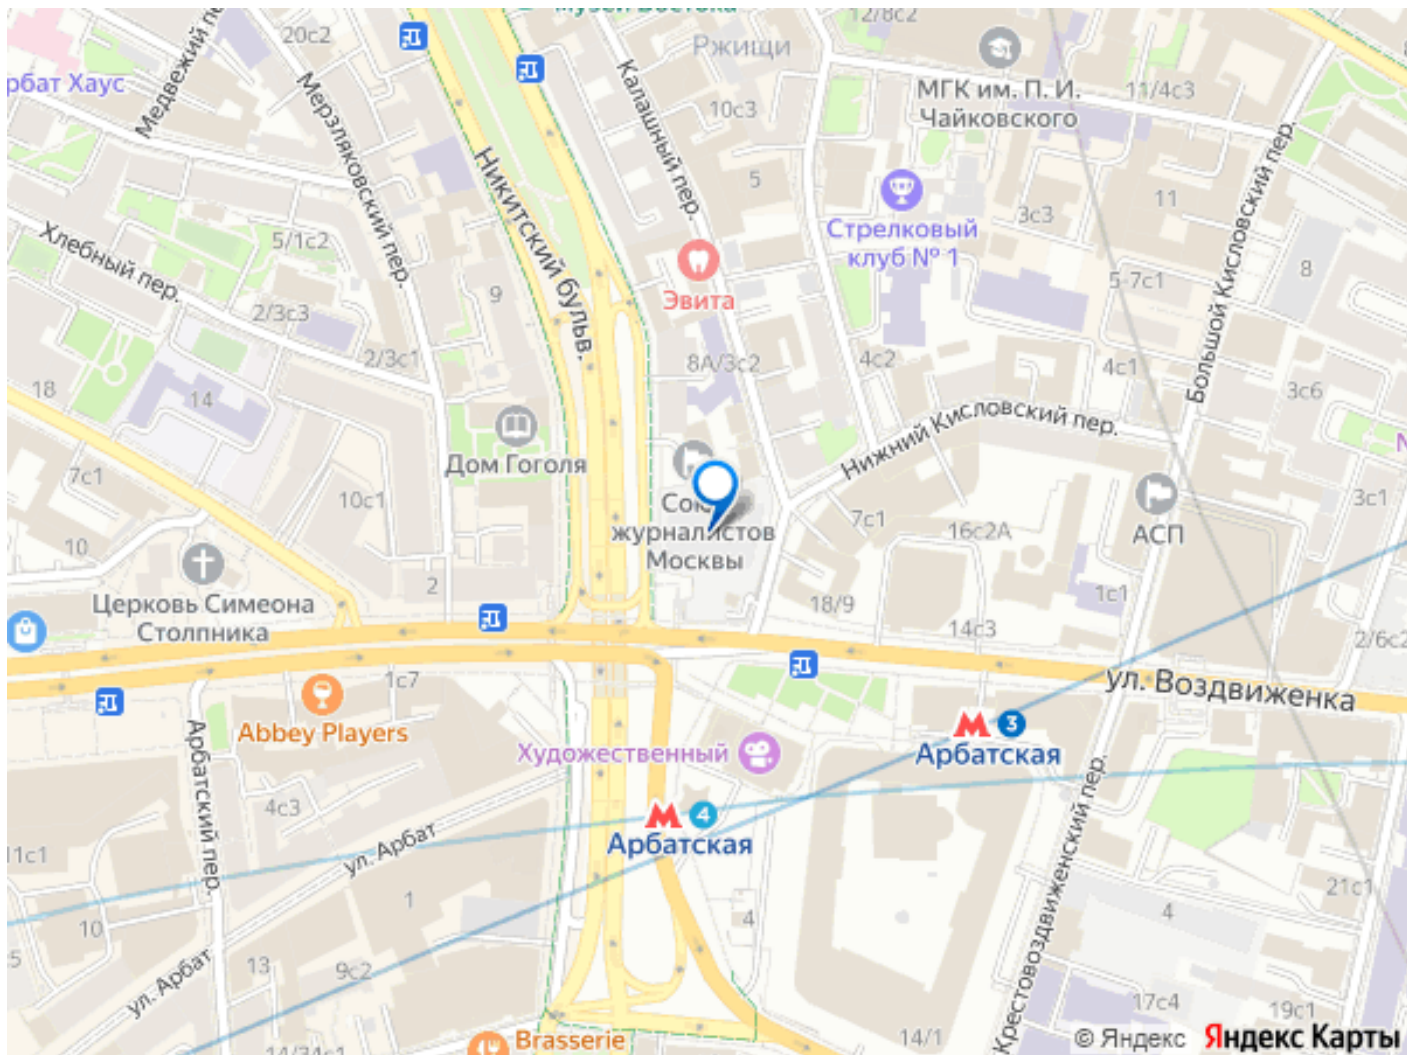 Музей Востока
12/8с2
20с2
Ржищи
Медвежий пе
МГК им. П. И.
Чайковского
11/4с3
рбат Хаус
Мерзляковский пер.
Калашный пер.
10с3
Никитский бульв.
Большой Кисловский пер.
5
11
3с3
Стрелковый
клуб № 1
Хлебный пер.
5/1с2
9
Эвита
5-7с1
8
2/3с3
2/3с1
8А/3с2
4с2
4с1
3с6
18
14
Нижний Кисловский пер.
Дом Гоголя
7с1
10с1
Союз
журналистов
Москвы
7с1
16с2А
АСП
3с1
10
2
Церковь Симеона
Столпника
18/9
14с3
1с1
2/6с2
1с7
ул. Воздвиженка
Abbey Players
Художественный
3
Арбатская
Арбатский пер.
4с3
4
Арбатская
ул. Арбат
11с1
1
Крестовоздвиженский пер.
21с1
10
4
4
5
13
9с2
ул. Арбат
17с4
19с1
14/1
14/34с1
Brasserie
© Яндекс Яндекс Карты